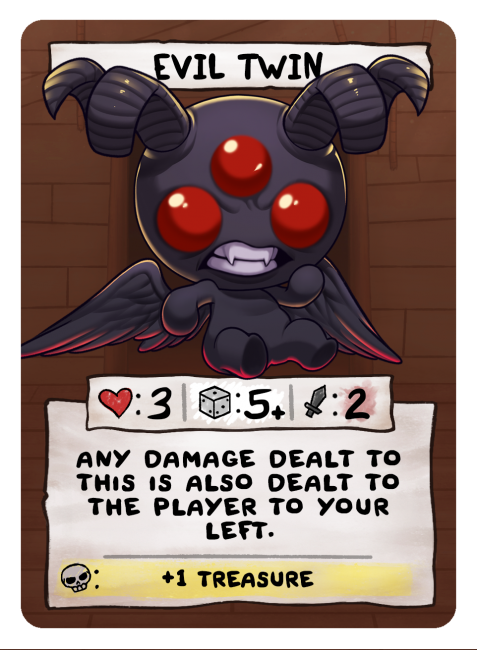 EVIL TWIN
:3 :5+ :2
ANY DAMAGE DEALT TO
THIS IS ALSO DEALT TO
THE PLAYER TO YOUR
LEFT.
: +1 TREASURE